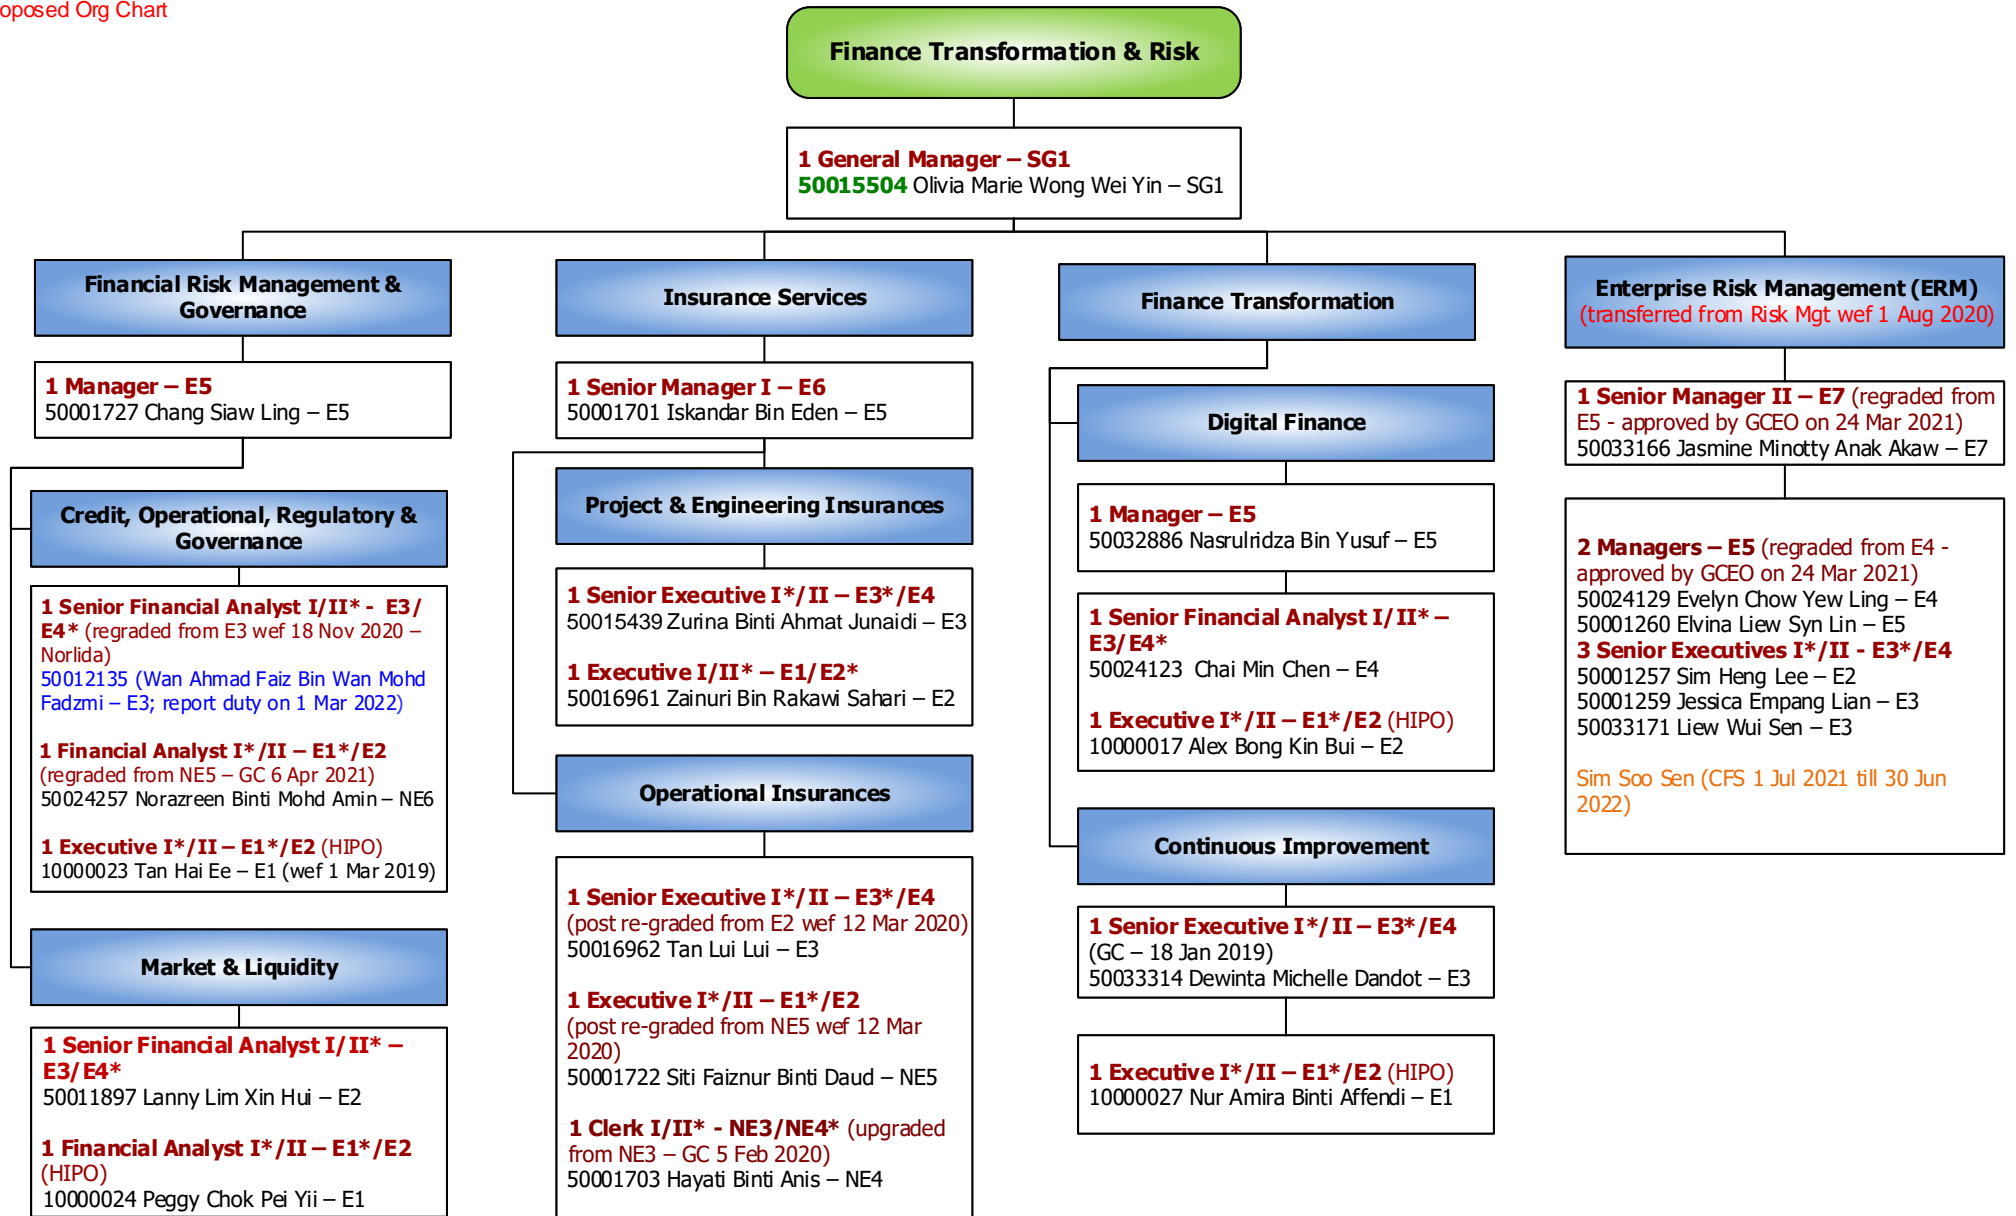 oposed Org Chart
Finance Transformation & Risk
1 General Manager – SG1
50015504 Olivia Marie Wong Wei Yin – SG1
Financial Risk Management &
Governance
1 Manager – E5
50001727 Chang Siaw Ling – E5
Credit, Operational, Regulatory &
Governance
1 Senior Financial Analyst I/II* - E3/
E4* (regraded from E3 wef 18 Nov 2020 –
Norlida)
50012135 (Wan Ahmad Faiz Bin Wan Mohd
Fadzmi – E3; report duty on 1 Mar 2022)
1 Financial Analyst I*/II – E1*/E2
(regraded from NE5 – GC 6 Apr 2021)
50024257 Norazreen Binti Mohd Amin – NE6
1 Executive I*/II – E1*/E2 (HIPO)
10000023 Tan Hai Ee – E1 (wef 1 Mar 2019)
Market & Liquidity
1 Senior Financial Analyst I/II* –
E3/E4*
50011897 Lanny Lim Xin Hui – E2
1 Financial Analyst I*/II – E1*/E2
(HIPO)
10000024 Peggy Chok Pei Yii – E1
Insurance Services
1 Senior Manager I – E6
50001701 Iskandar Bin Eden – E5
Project & Engineering Insurances
1 Senior Executive I*/II – E3*/E4
50015439 Zurina Binti Ahmat Junaidi – E3
1 Executive I/II* – E1/E2*
50016961 Zainuri Bin Rakawi Sahari – E2
Operational Insurances
1 Senior Executive I*/II – E3*/E4
(post re-graded from E2 wef 12 Mar 2020)
50016962 Tan Lui Lui – E3
1 Executive I*/II – E1*/E2
(post re-graded from NE5 wef 12 Mar
2020)
50001722 Siti Faiznur Binti Daud – NE5
1 Clerk I/II* - NE3/NE4* (upgraded
from NE3 – GC 5 Feb 2020)
50001703 Hayati Binti Anis – NE4
Finance Transformation
Digital Finance
1 Manager – E5
50032886 Nasrulridza Bin Yusuf – E5
1 Senior Financial Analyst I/II* –
E3/E4*
50024123 Chai Min Chen – E4
1 Executive I*/II – E1*/E2 (HIPO)
10000017 Alex Bong Kin Bui – E2
Continuous Improvement
1 Senior Executive I*/II – E3*/E4
(GC – 18 Jan 2019)
50033314 Dewinta Michelle Dandot – E3
1 Executive I*/II – E1*/E2 (HIPO)
10000027 Nur Amira Binti Affendi – E1
Enterprise Risk Management (ERM)
(transferred from Risk Mgt wef 1 Aug 2020)
1 Senior Manager II – E7 (regraded from
E5 - approved by GCEO on 24 Mar 2021)
50033166 Jasmine Minotty Anak Akaw – E7
2 Managers – E5 (regraded from E4 -
approved by GCEO on 24 Mar 2021)
50024129 Evelyn Chow Yew Ling – E4
50001260 Elvina Liew Syn Lin – E5
3 Senior Executives I*/II - E3*/E4
50001257 Sim Heng Lee – E2
50001259 Jessica Empang Lian – E3
50033171 Liew Wui Sen – E3
Sim Soo Sen (CFS 1 Jul 2021 till 30 Jun
2022)